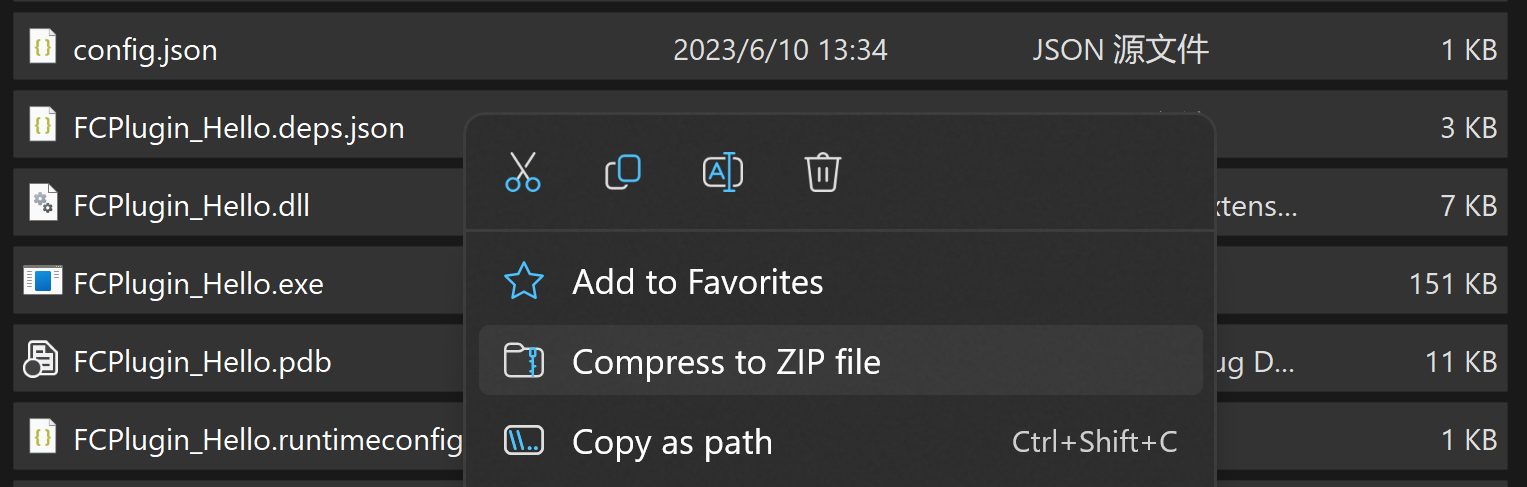 config.json 2023/6/10 13:34 JSON 源文件 1 KB
FCPlugin_Hello.deps.json 3 KB
FCPlugin_Hello.dll xtens... 7 KB
Add to Favorites
FCPlugin_Hello.exe 151 KB
Compress to ZIP file
FCPlugin_Hello.pdb ug D... 11 KB
Copy as path Ctrl+Shift+C
FCPlugin_Hello.runtimeconfig 1 KB